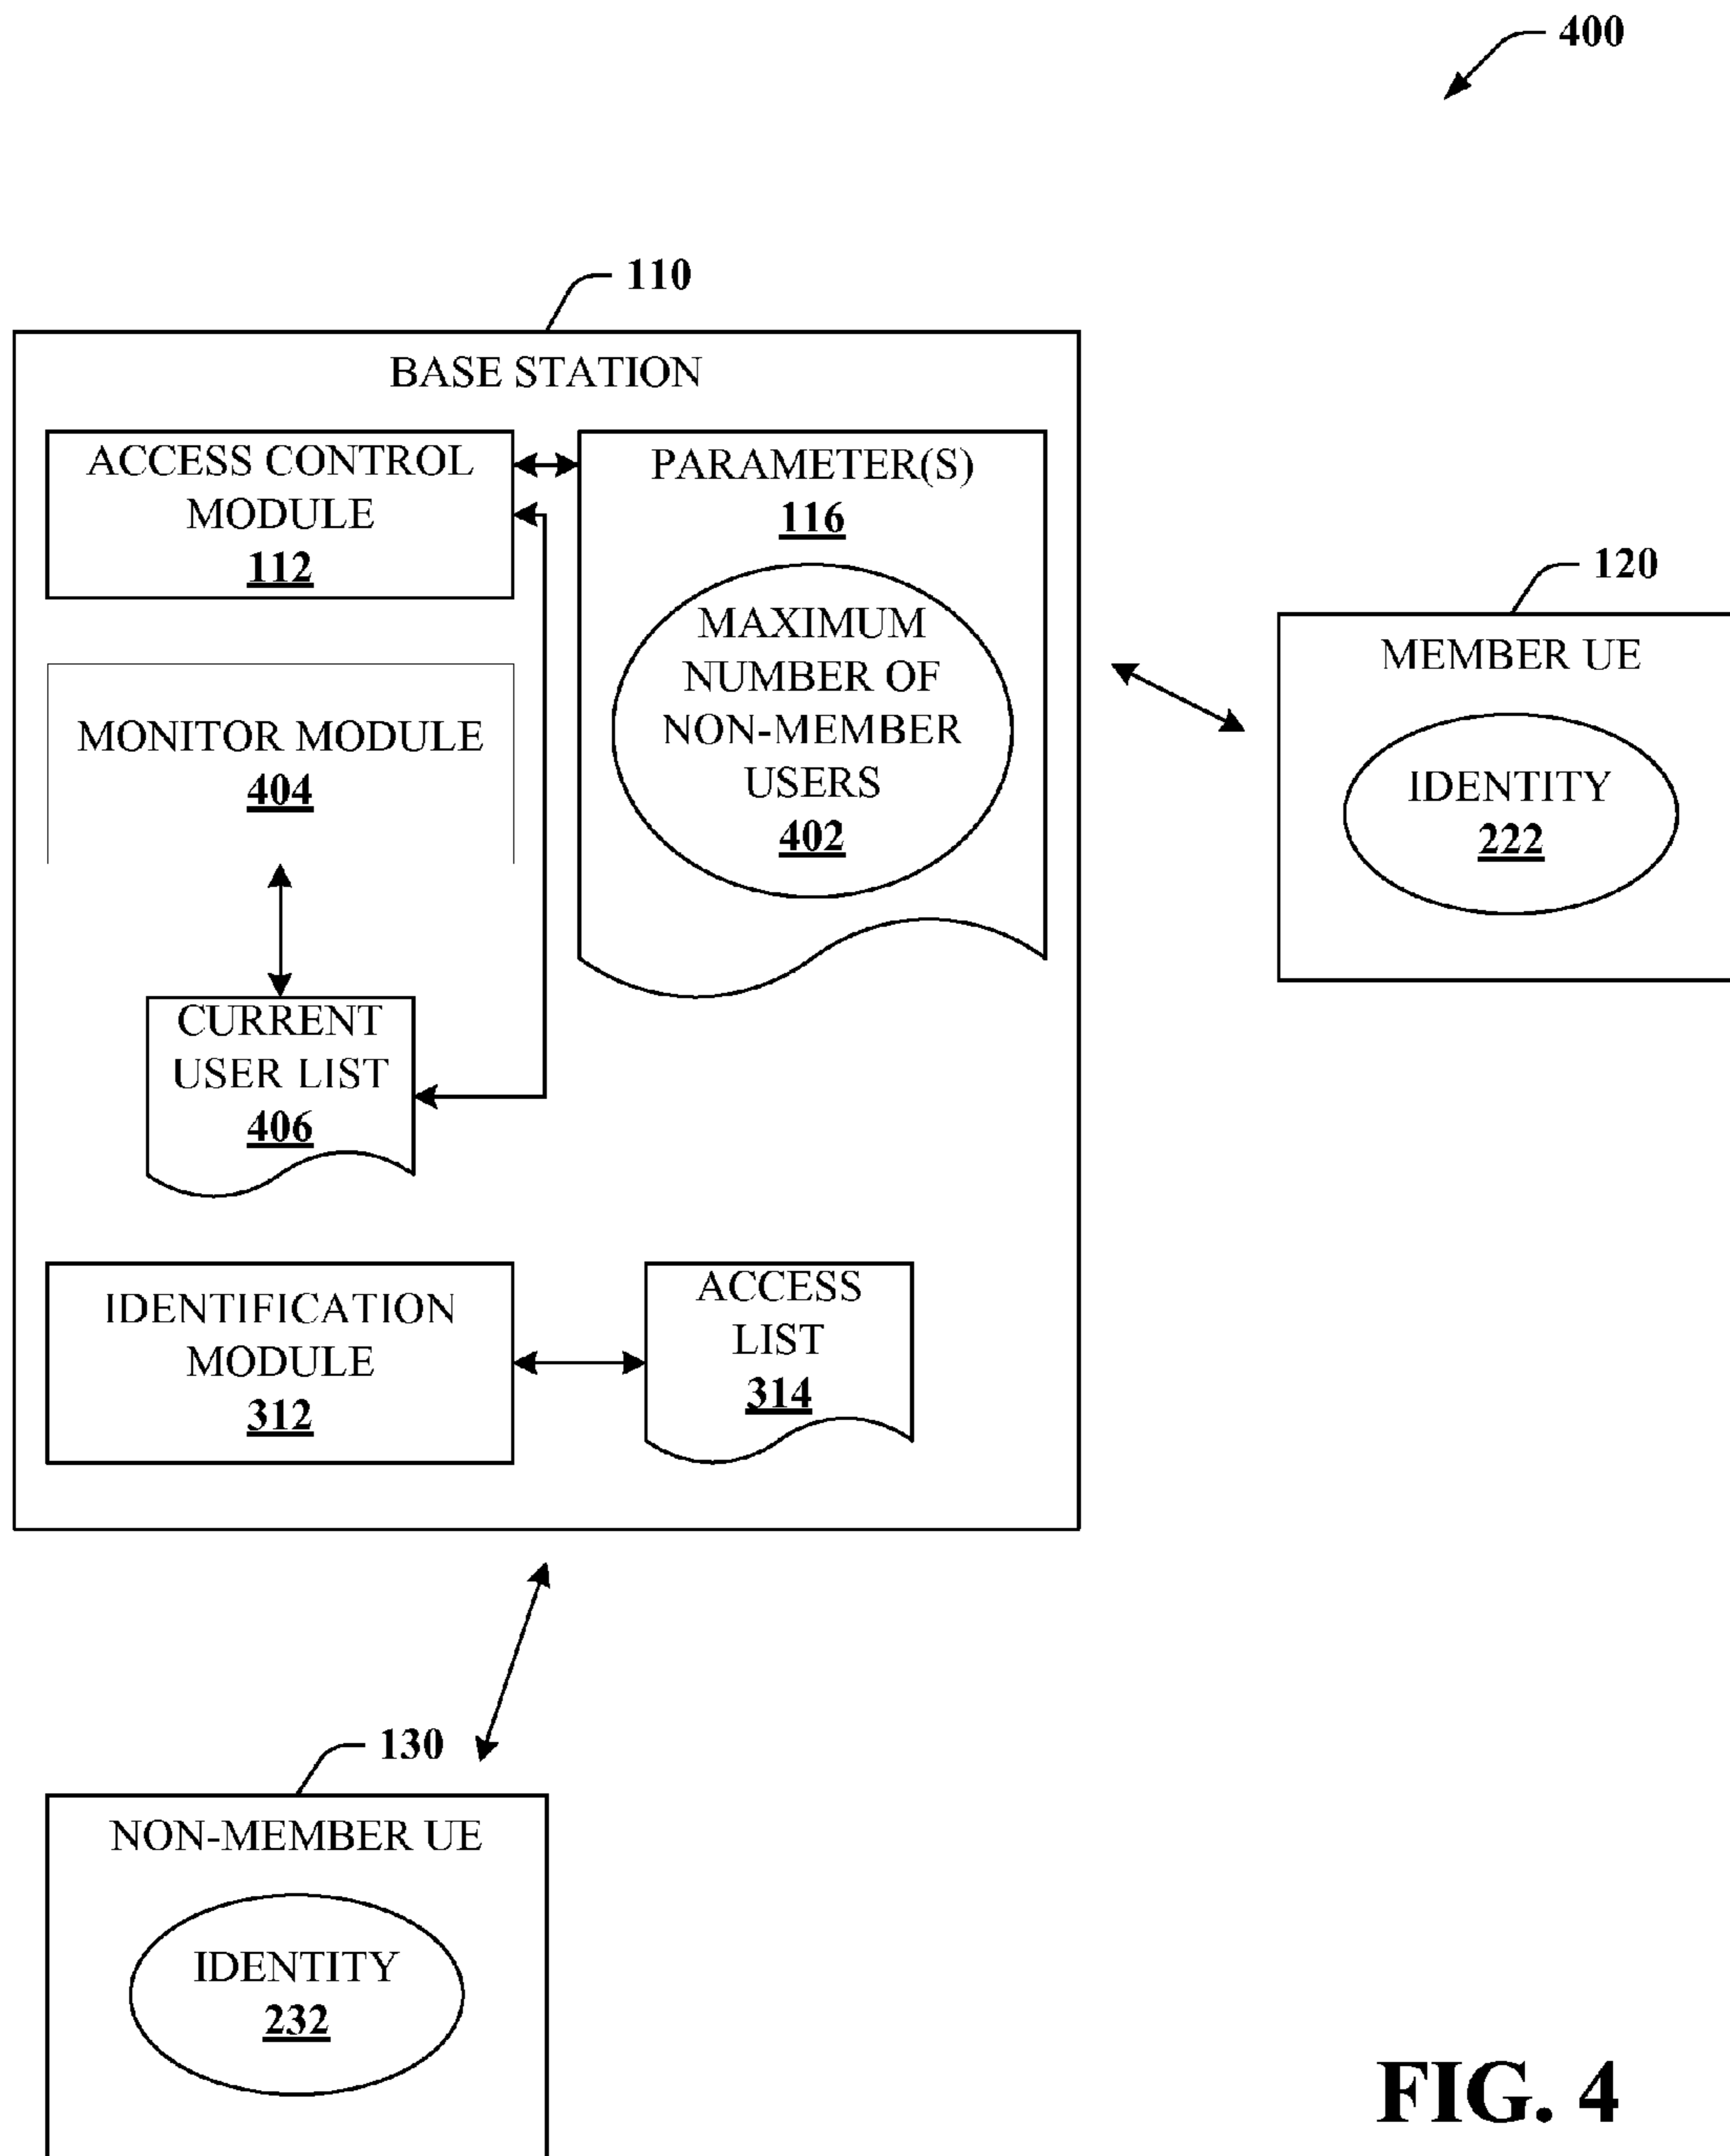 400
110
BASE STATION
ACCESS CONTROL
MODULE
112
PARAMETER(S)
116
MAXIMUM
NUMBER OF
NON-MEMBER
USERS
402
MONITOR MODULE
404
CURRENT
USER LIST
406
IDENTIFICATION
MODULE
312
ACCESS
LIST
314
120
MEMBER UE
IDENTITY
222
130
NON-MEMBER UE
IDENTITY
232
FIG. 4